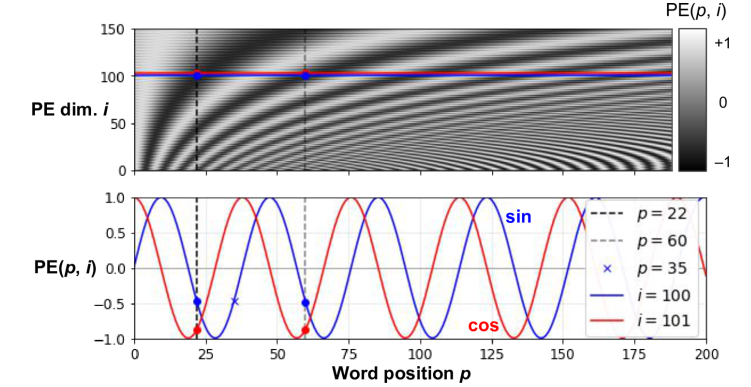 PE(p, i)
150
100
50
0
PE dim. i
+1
0
−1
1.0
0.5
0.0
−0.5
−1.0
PE(p, i)
sin
cos
p = 22
p = 60
p = 35
i = 100
i = 101
0 25 50 75 100 125 150 175 200
Word position p